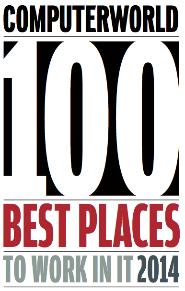 COMPUTERWORLD
100
BEST PLACES
TO WORK IN IT 2014